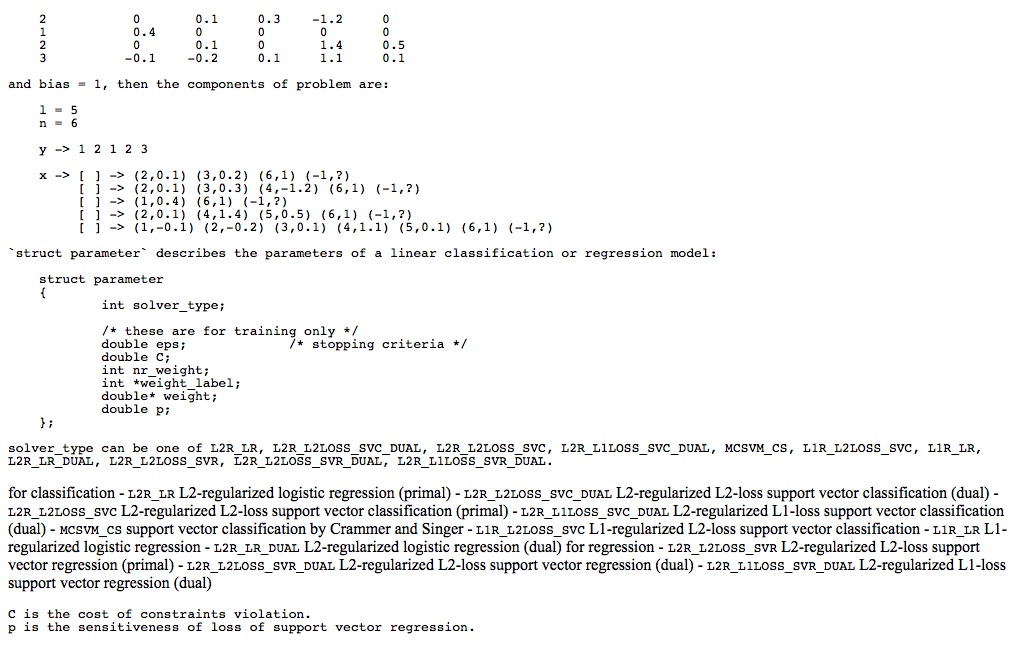 2           0       0.1     0.3    -1.2     0
1           0.4     0       0       0       0
2           0       0.1     0       1.4     0.5
3          -0.1    -0.2     0.1     1.1     0.1
and bias = 1, then the components of problem are:
l = 5
n = 6
y -> 1 2 1 2 3
x -> [ ] -> (2,0.1) (3,0.2) (6,1) (-1,?)
[ ] -> (2,0.1) (3,0.3) (4,-1.2) (6,1) (-1,?)
[ ] -> (1,0.4) (6,1) (-1,?)
[ ] -> (2,0.1) (4,1.4) (5,0.5) (6,1) (-1,?)
[ ] -> (1,-0.1) (2,-0.2) (3,0.1) (4,1.1) (5,0.1) (6,1) (-1,?)
`struct parameter` describes the parameters of a linear classification or regression model:
struct parameter
{
int solver_type;
/* these are for training only */
double eps;             /* stopping criteria */
double C;
int nr_weight;
int *weight_label;
double* weight;
double p;
};
solver_type can be one of L2R_LR, L2R_L2LOSS_SVC_DUAL, L2R_L2LOSS_SVC, L2R_L1LOSS_SVC_DUAL, MCSVM_CS, L1R_L2LOSS_SVC, L1R_LR,
L2R_LR_DUAL, L2R_L2LOSS_SVR, L2R_L2LOSS_SVR_DUAL, L2R_L1LOSS_SVR_DUAL.
for classification - L2R_LR L2-regularized logistic regression (primal) - L2R_L2LOSS_SVC_DUAL L2-regularized L2-loss support vector classification (dual) -
L2R_L2LOSS_SVC L2-regularized L2-loss support vector classification (primal) - L2R_L1LOSS_SVC_DUAL L2-regularized L1-loss support vector classification
(dual) - MCSVM_CS support vector classification by Crammer and Singer - L1R_L2LOSS_SVC L1-regularized L2-loss support vector classification - L1R_LR L1-
regularized logistic regression - L2R_LR_DUAL L2-regularized logistic regression (dual) for regression - L2R_L2LOSS_SVR L2-regularized L2-loss support
vector regression (primal) - L2R_L2LOSS_SVR_DUAL L2-regularized L2-loss support vector regression (dual) - L2R_L1LOSS_SVR_DUAL L2-regularized L1-loss
support vector regression (dual)
C is the cost of constraints violation.
p is the sensitiveness of loss of support vector regression.